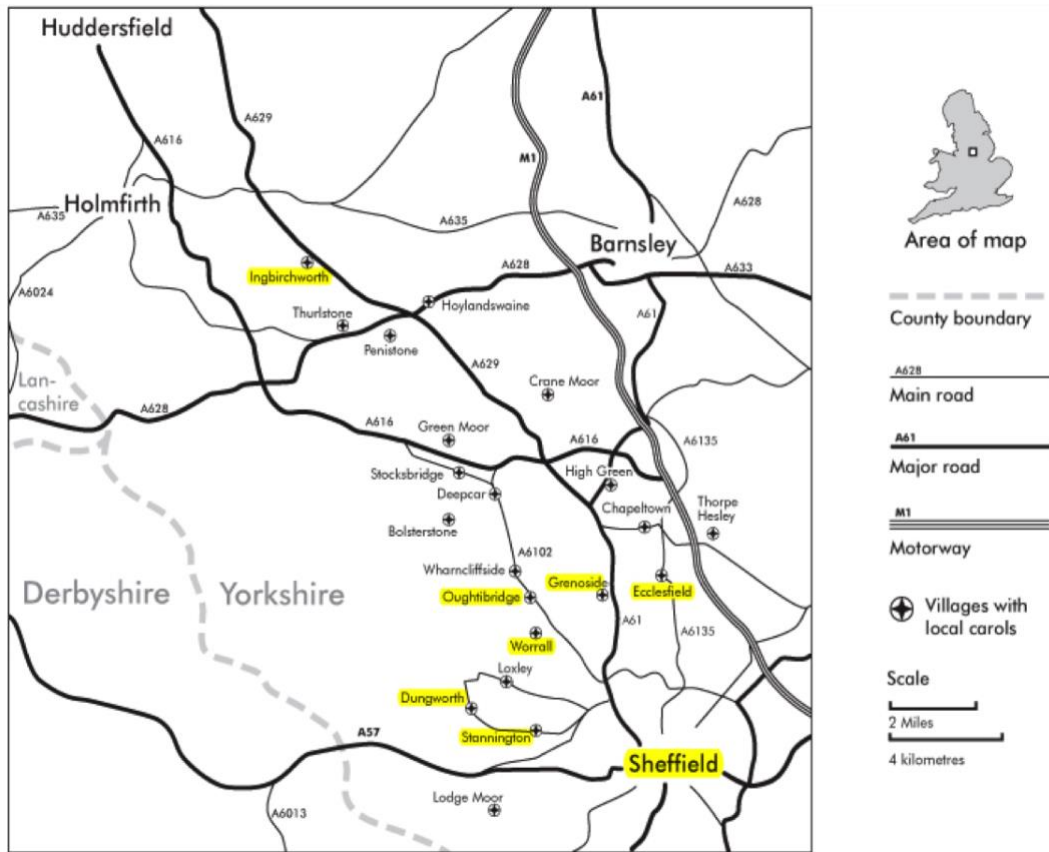 Huddersfield
A61
A629
A616
M1
Holmfirth
A635
A628
A635
Barnsley
Ingbirchworth
A628
A633
A6024
Hoylandswaine
Thurlstone
A61
Penistone
A629
Lan-
cashire
Crane Moor
A628
A616
Green Moor
A616
A6135
Stocksbridge
High Green
Deepcar
Chapeltown
Thorpe
Hesley
Bolsterstone
A6102
Wharncliffside
Grenoside
Ecclesfield
Derbyshire
Yorkshire
Oughtibridge
A61
A6135
Worrall
Loxley
Dungworth
A57
Stannington
Sheffield
Lodge Moor
A6013
Area of map
County boundary
A628
Main road
A61
Major road
M1
Motorway
Villages with
local carols
Scale
2 Miles
4 kilometres